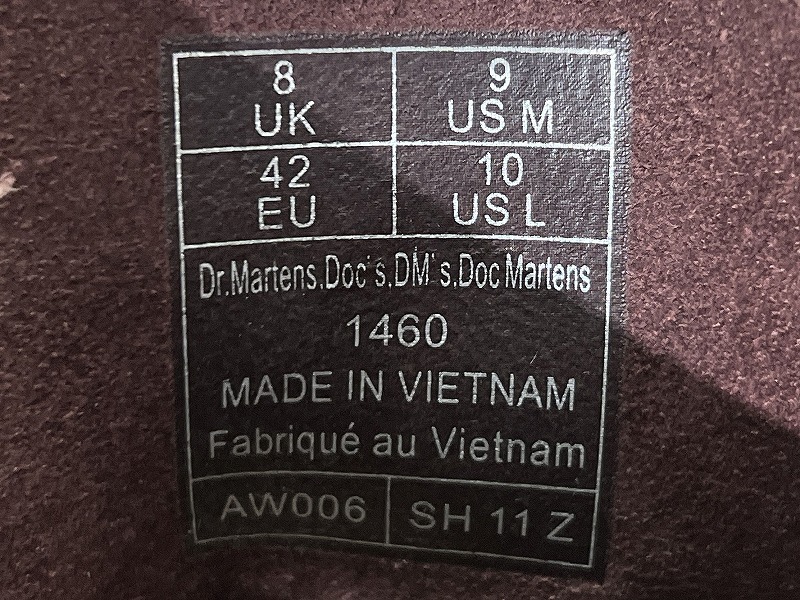 8 9
UK US M
42 10
EU US L
Dr.Martens.Doc's.DM's.Doc Martens
1460
MADE IN VIETNAM
Fabriqué au Vietnam
AW006 SH 11 Z